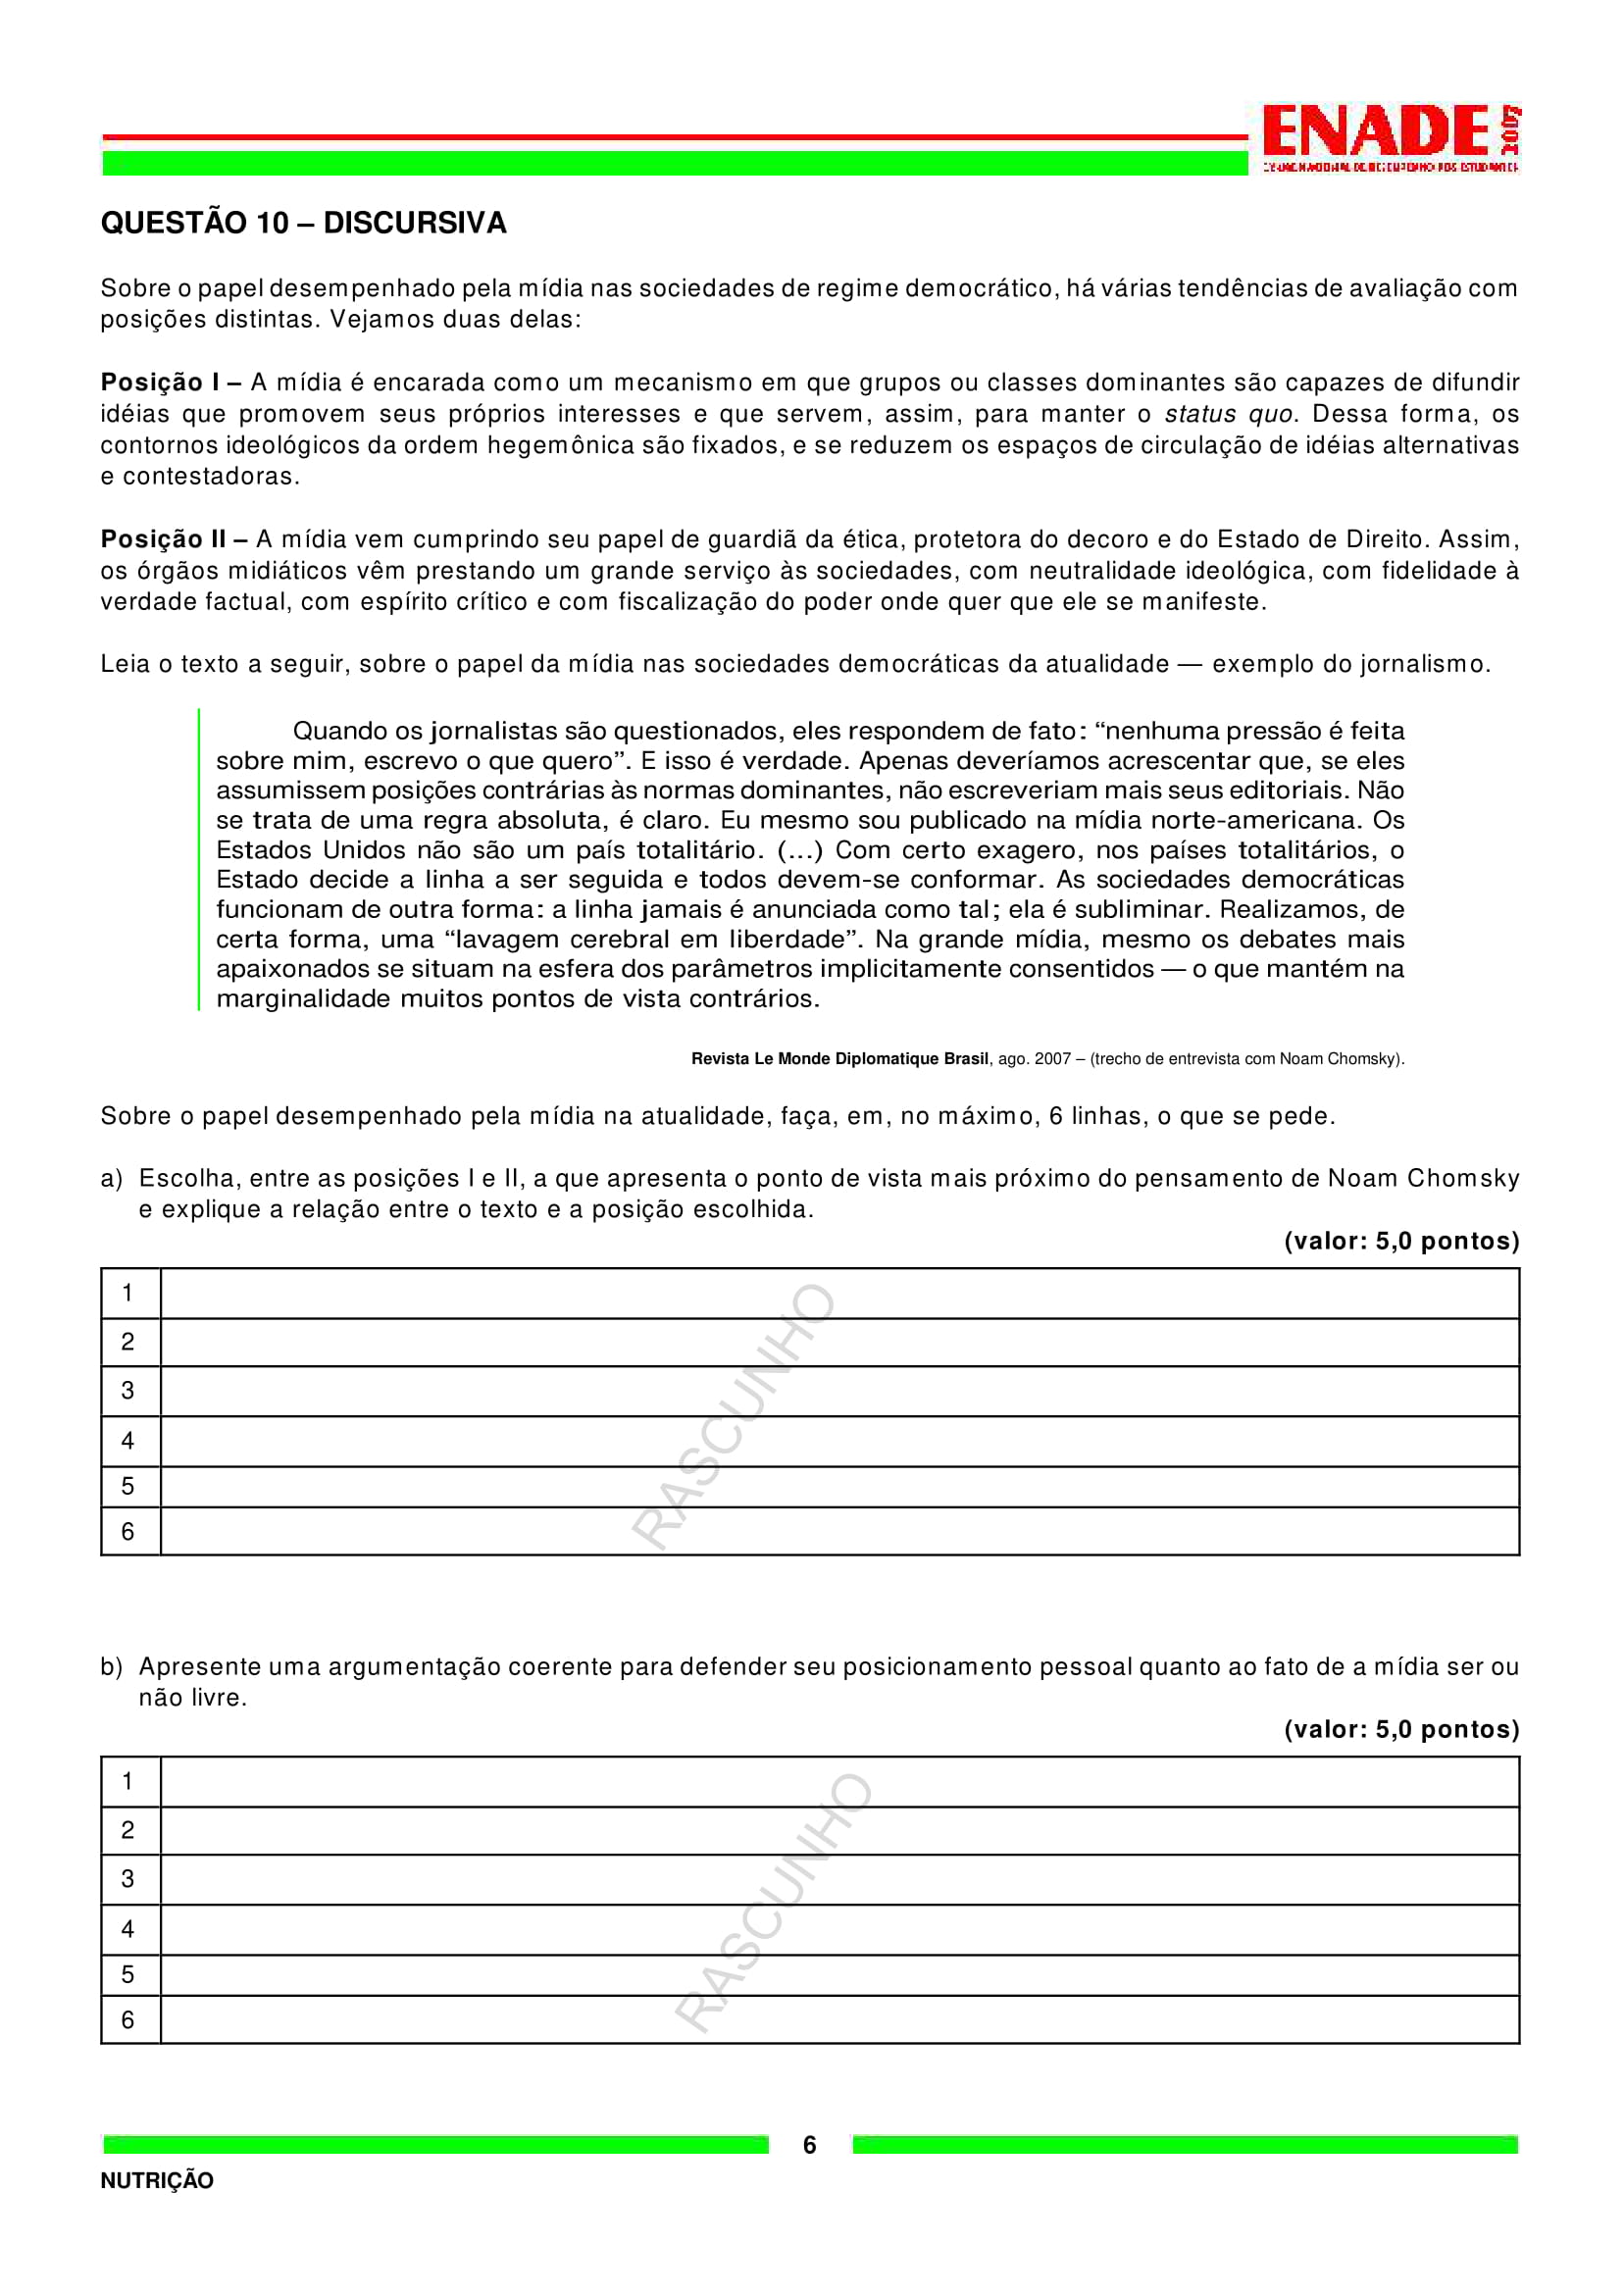 ENADE 2007
EXAME NACIONAL DE DESEMPENHO DOS ESTUDANTES
QUESTÃO 10 – DISCURSIVA
Sobre o papel desempenhado pela mídia nas sociedades de regime democrático, há várias tendências de avaliação com
posições distintas. Vejamos duas delas:
Posição I – A mídia é encarada como um mecanismo em que grupos ou classes dominantes são capazes de difundir
idéias que promovem seus próprios interesses e que servem, assim, para manter o status quo. Dessa forma, os
contornos ideológicos da ordem hegemônica são fixados, e se reduzem os espaços de circulação de idéias alternativas
e contestadoras.
Posição II – A mídia vem cumprindo seu papel de guardiã da ética, protetora do decoro e do Estado de Direito. Assim,
os órgãos midiáticos vêm prestando um grande serviço às sociedades, com neutralidade ideológica, com fidelidade à
verdade factual, com espírito crítico e com fiscalização do poder onde quer que ele se manifeste.
Leia o texto a seguir, sobre o papel da mídia nas sociedades democráticas da atualidade — exemplo do jornalismo.
Quando os jornalistas são questionados, eles respondem de fato: “nenhuma pressão é feita
sobre mim, escrevo o que quero”. E isso é verdade. Apenas deveríamos acrescentar que, se eles
assumissem posições contrárias às normas dominantes, não escreveriam mais seus editoriais. Não
se trata de uma regra absoluta, é claro. Eu mesmo sou publicado na mídia norte-americana. Os
Estados Unidos não são um país totalitário. (...) Com certo exagero, nos países totalitários, o
Estado decide a linha a ser seguida e todos devem-se conformar. As sociedades democráticas
funcionam de outra forma: a linha jamais é anunciada como tal; ela é subliminar. Realizamos, de
certa forma, uma “lavagem cerebral em liberdade”. Na grande mídia, mesmo os debates mais
apaixonados se situam na esfera dos parâmetros implicitamente consentidos — o que mantém na
marginalidade muitos pontos de vista contrários.
Revista Le Monde Diplomatique Brasil, ago. 2007 – (trecho de entrevista com Noam Chomsky).
Sobre o papel desempenhado pela mídia na atualidade, faça, em, no máximo, 6 linhas, o que se pede.
a) Escolha, entre as posições I e II, a que apresenta o ponto de vista mais próximo do pensamento de Noam Chomsky
e explique a relação entre o texto e a posição escolhida.
(valor: 5,0 pontos)
1
2
3
4
5
6
RASCUNHO
b) Apresente uma argumentação coerente para defender seu posicionamento pessoal quanto ao fato de a mídia ser ou
não livre.
(valor: 5,0 pontos)
1
2
3
4
5
6
RASCUNHO
6
NUTRIÇÃO